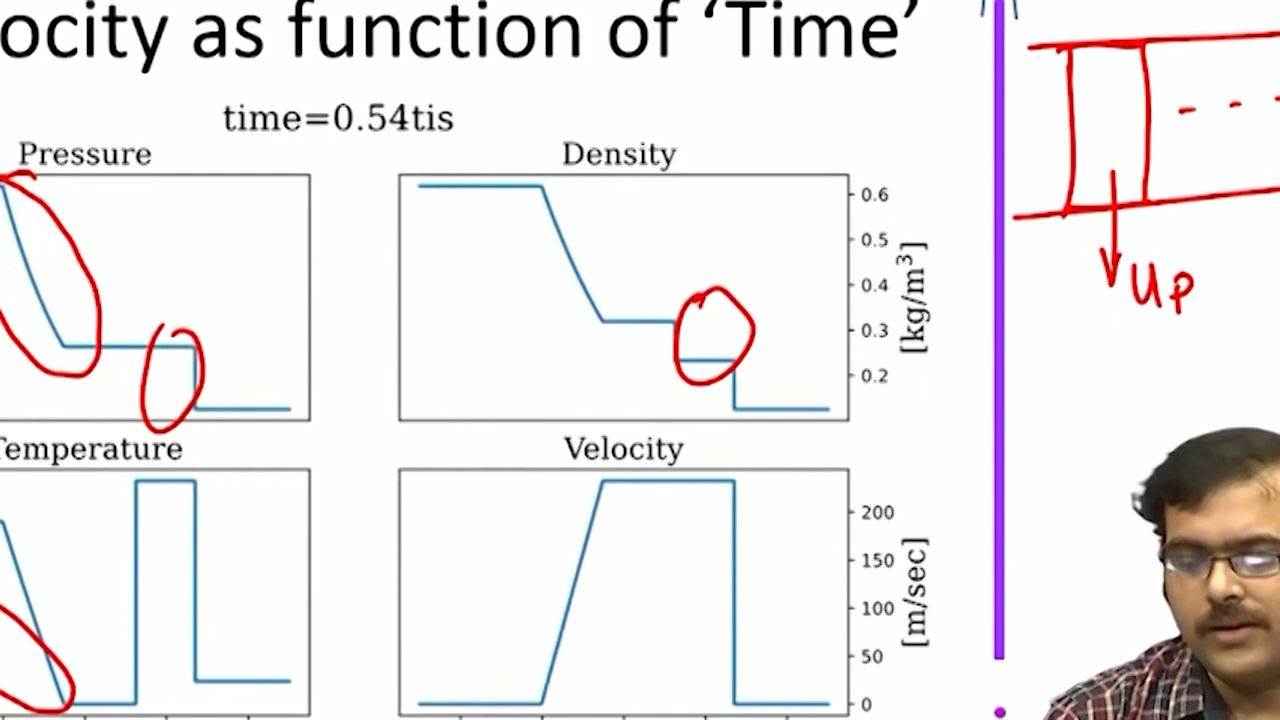 ocity as function of ‘Time’
time=0.54tis
Pressure
Density
0.6
0.5
0.4
0.3
0.2
[kg/m³]
Up
Temperature
Velocity
200
150
100
50
0
[m/sec]